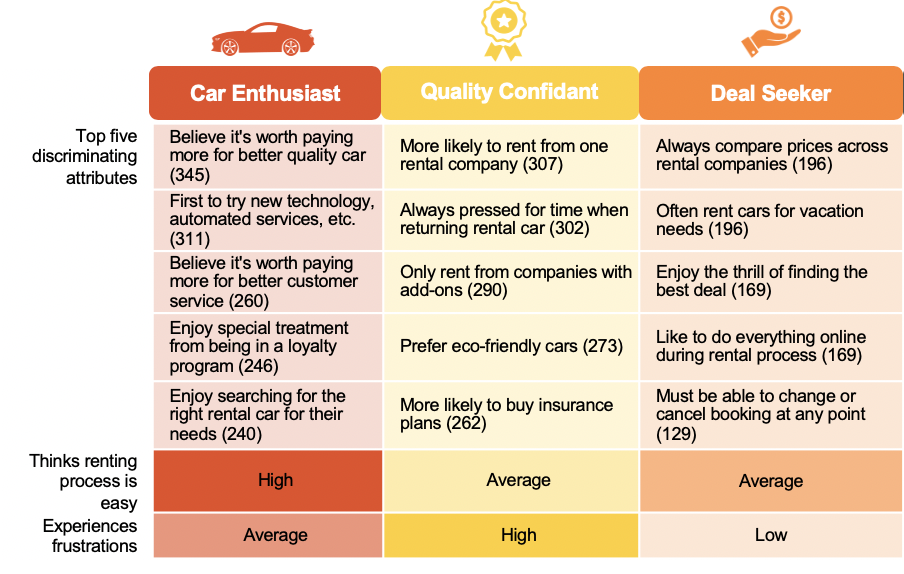 $
Car Enthusiast
Quality Confidant
Deal Seeker
Top five
discriminating
attributes
Believe it's worth paying
more for better quality car
(345)
More likely to rent from one
rental company (307)
Always compare prices across
rental companies (196)
First to try new technology,
automated services, etc.
(311)
Always pressed for time when
returning rental car (302)
Often rent cars for vacation
needs (196)
Believe it's worth paying
more for better customer
service (260)
Only rent from companies with
add-ons (290)
Enjoy the thrill of finding the
best deal (169)
Enjoy special treatment
from being in a loyalty
program (246)
Prefer eco-friendly cars (273)
Like to do everything online
during rental process (169)
Enjoy searching for the
right rental car for their
needs (240)
More likely to buy insurance
plans (262)
Must be able to change or
cancel booking at any point
(129)
Thinks renting
process is
easy
High
Average
Average
Experiences
frustrations
Average
High
Low